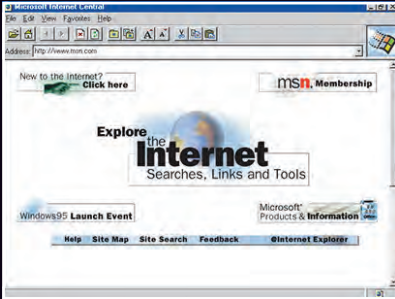 Microsoft Internet Central
File Edit View Favorites Help
Address: http://www.msn.com
New to the Internet?
Click here
msn. Membership
Explore
the
Internet
Searches, Links and Tools
Windows95 Launch Event
Microsoft®
Products & Information
Help Site Map Site Search Feedback @Internet Explorer